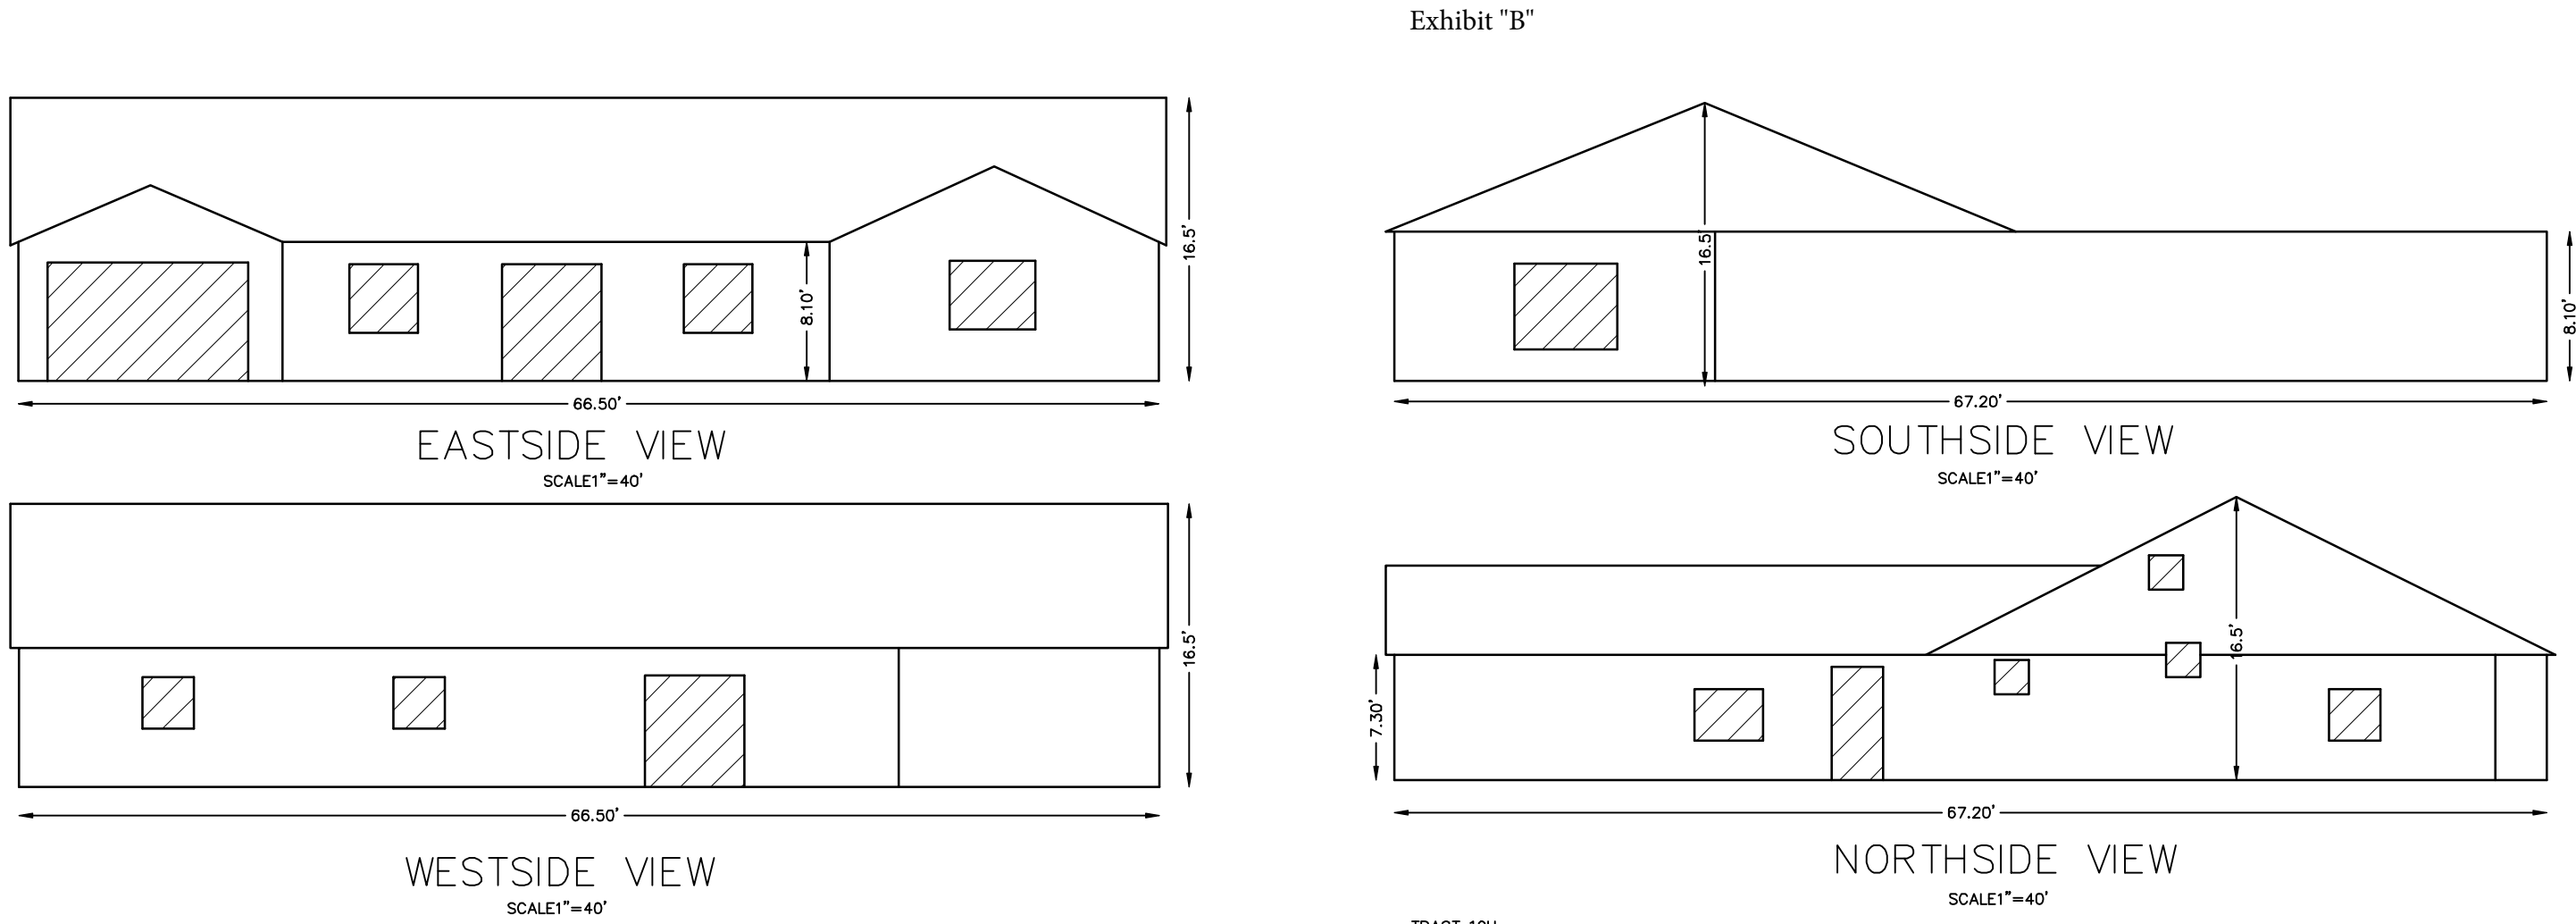 Exhibit "B"
16.5'
8.10'
66.50'
EASTSIDE VIEW
SCALE1"=40'
16.5'
8.10'
67.20'
SOUTHSIDE VIEW
SCALE1"=40'
16.5'
66.50'
WESTSIDE VIEW
SCALE1"=40'
16.5'
7.30'
67.20'
NORTHSIDE VIEW
SCALE1"=40'